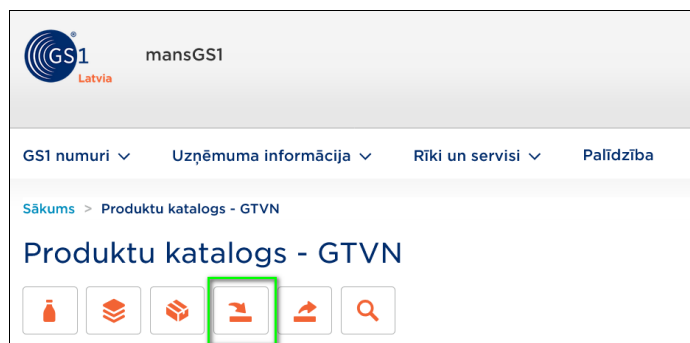 GS1
Latvia
mansGS1
GS1 numuri
Uzņēmuma informācija
Rīki un servisi
Palīdzība
Sākums > Produktu katalogs - GTVN
Produktu katalogs - GTVN